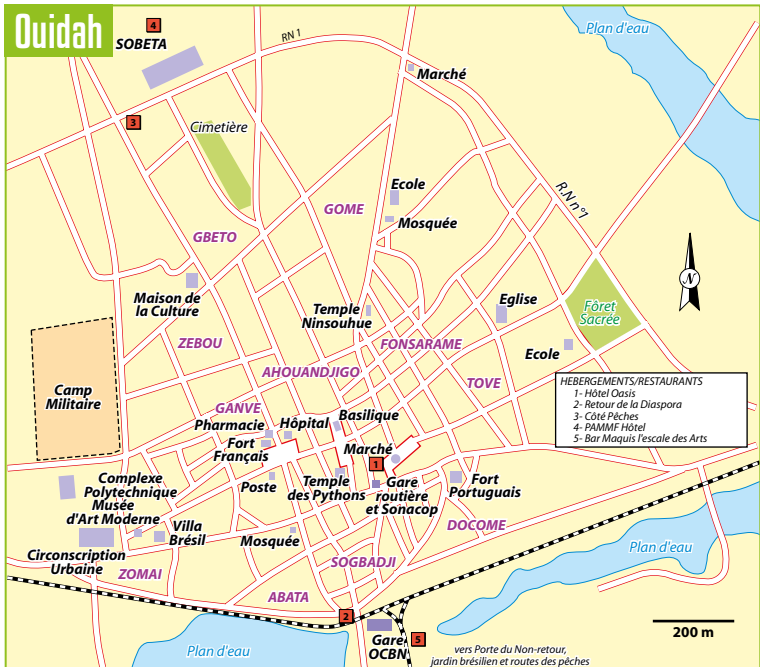 Ouidah
4
SOBETA
RN 1
Plan d'eau
Marché
3
Cimetière
Ecole
Mosquée
GOME
GBETO
R.N n°1
N
Maison de
la Culture
Temple
Ninsouhue
Eglise
Fôret
Sacrée
ZEBOU
FONSARAME
Ecole
AHOUANDJIGO
TOVE
Camp
Militaire
HEBERGEMENTS/RESTAURANTS
1- Hôtel Oasis
2- Retour de la Diaspora
3- Côté Pêches
4- PAMMF Hôtel
5- Bar Maquis l'escale des Arts
GANVE
Pharmacie
Hôpital
Basilique
Fort
Français
Marché
1
Complexe
Polytechnique
Musée
d'Art Moderne
Poste
Temple
des Pythons
Gare
routière
et Sonacop
Fort
Portuguais
Villa
Brésil
Mosquée
DOCOME
Circonscription
Urbaine
ZOMAI
SOGBADJI
Plan d'eau
ABATA
2
200 m
Plan d'eau
Gare
OCBN
5
vers Porte du Non-retour,
jardin brésilien et routes des pêches